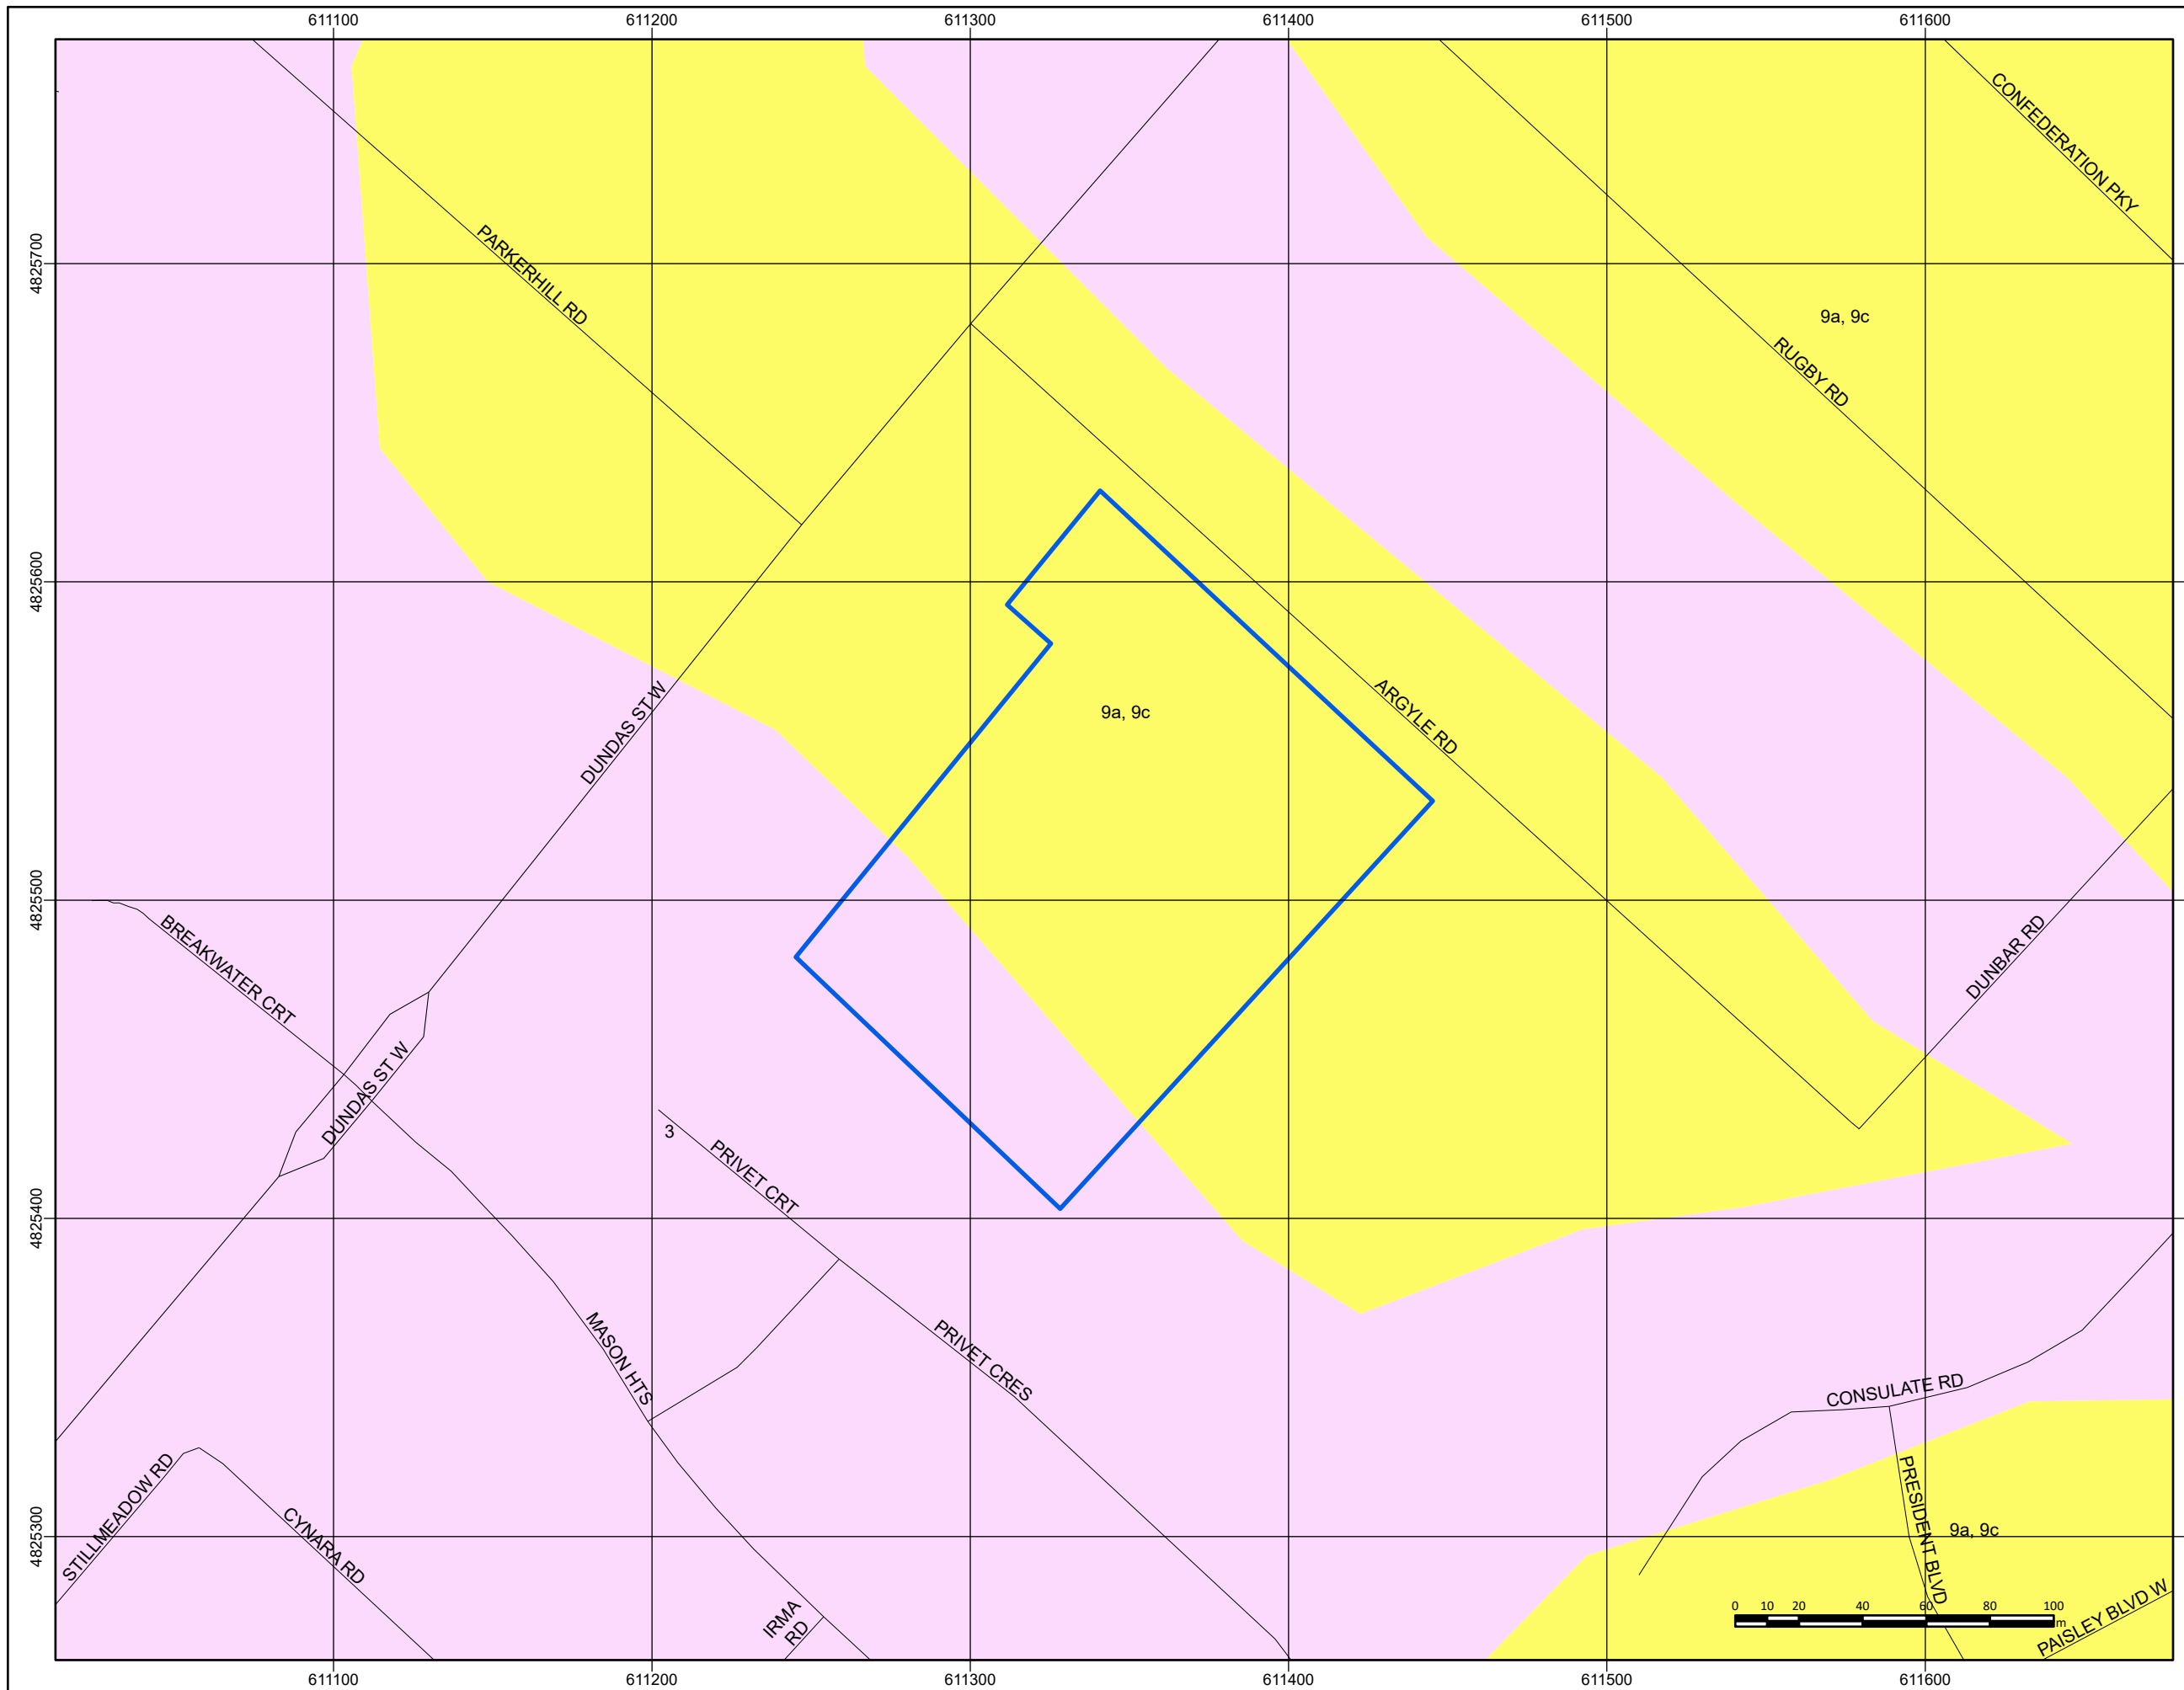 611100 611200 611300 611400 611500 611600
CONFEDERATION PKY
4825700
PARKERHILL RD
9a, 9c
RUGBY RD
4825600
DUNDAS ST W
9a, 9c
ARGYLE RD
4825500
BREAKWATER CRT
DUNBAR RD
DUNDAS ST W
3
PRIVET CRT
4825400
MASON HTS
PRIVET CRES
CONSULATE RD
STILLMEADOW RD
CYNARA RD
4825300
PRESIDENT BLVD
9a, 9c
IRMA
RD
0 10 20 40 60 80 100
m
PAISLEY BLVD W
611100 611200 611300 611400 611500 611600